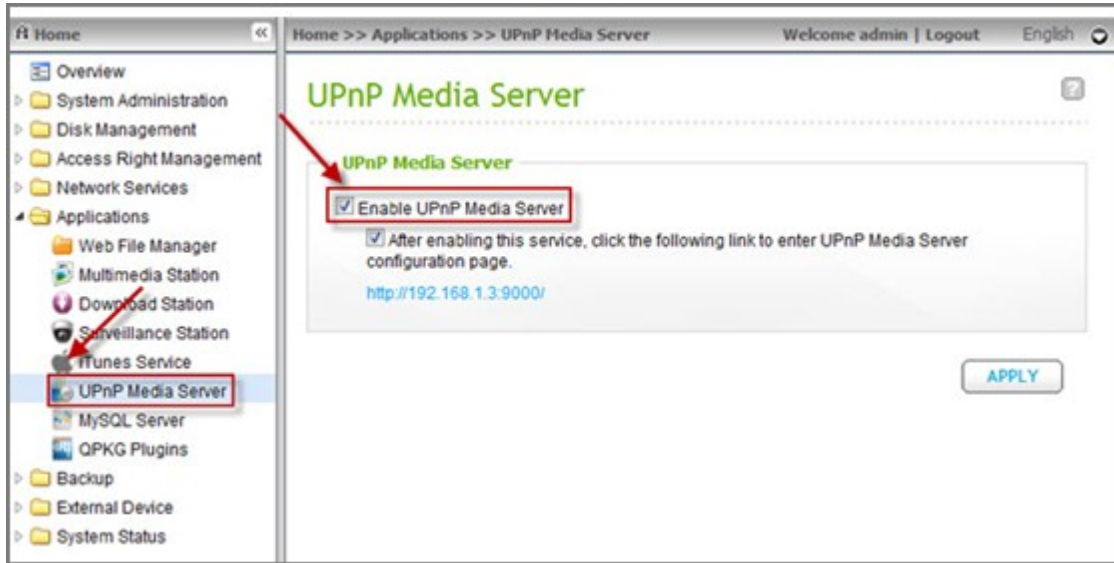 Home
Home >> Applications >> UPnP Media Server
Welcome admin | Logout
English
Overview
System Administration
Disk Management
Access Right Management
Network Services
Applications
Web File Manager
Multimedia Station
Download Station
Surveillance Station
iTunes Service
UPnP Media Server
MySQL Server
QPKG Plugins
Backup
External Device
System Status
UPnP Media Server
UPnP Media Server
Enable UPnP Media Server
After enabling this service, click the following link to enter UPnP Media Server
configuration page.
http://192.168.1.3:9000/
APPLY